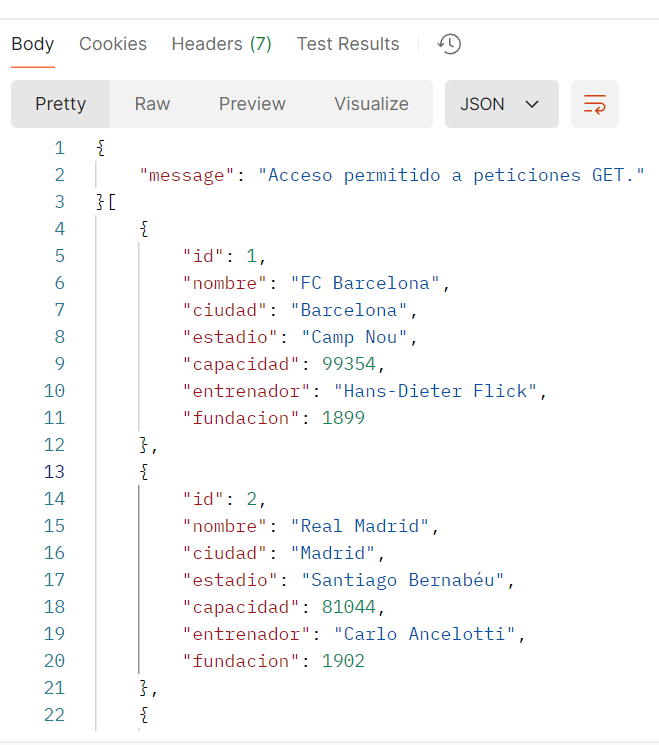 Body Cookies Headers (7) Test Results
Pretty Raw Preview Visualize JSON
1 {
2 "message": "Acceso permitido a peticiones GET."
3 }[
4 {
5 "id": 1,
6 "nombre": "FC Barcelona",
7 "ciudad": "Barcelona",
8 "estadio": "Camp Nou",
9 "capacidad": 99354,
10 "entrenador": "Hans-Dieter Flick",
11 "fundacion": 1899
12 },
13 {
14 "id": 2,
15 "nombre": "Real Madrid",
16 "ciudad": "Madrid",
17 "estadio": "Santiago Bernabéu",
18 "capacidad": 81044,
19 "entrenador": "Carlo Ancelotti",
20 "fundacion": 1902
21 },
22 {